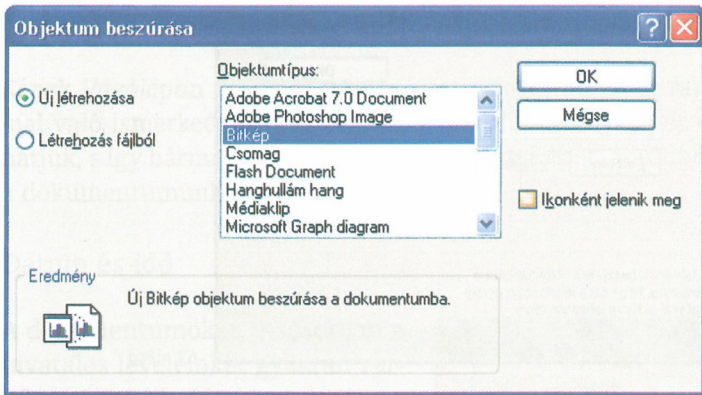 Objektum beszúrása
Objektumtípus:
Új létrehozása
Létrehozás fájlból
Adobe Acrobat 7.0 Document
Adobe Photoshop Image
Bitkép
Csomag
Flash Document
Hanghullám hang
Médiaklip
Microsoft Graph diagram
OK
Mégse
Ikonként jelenik meg
Eredmény
Új Bitkép objektum beszúrása a dokumentumba.